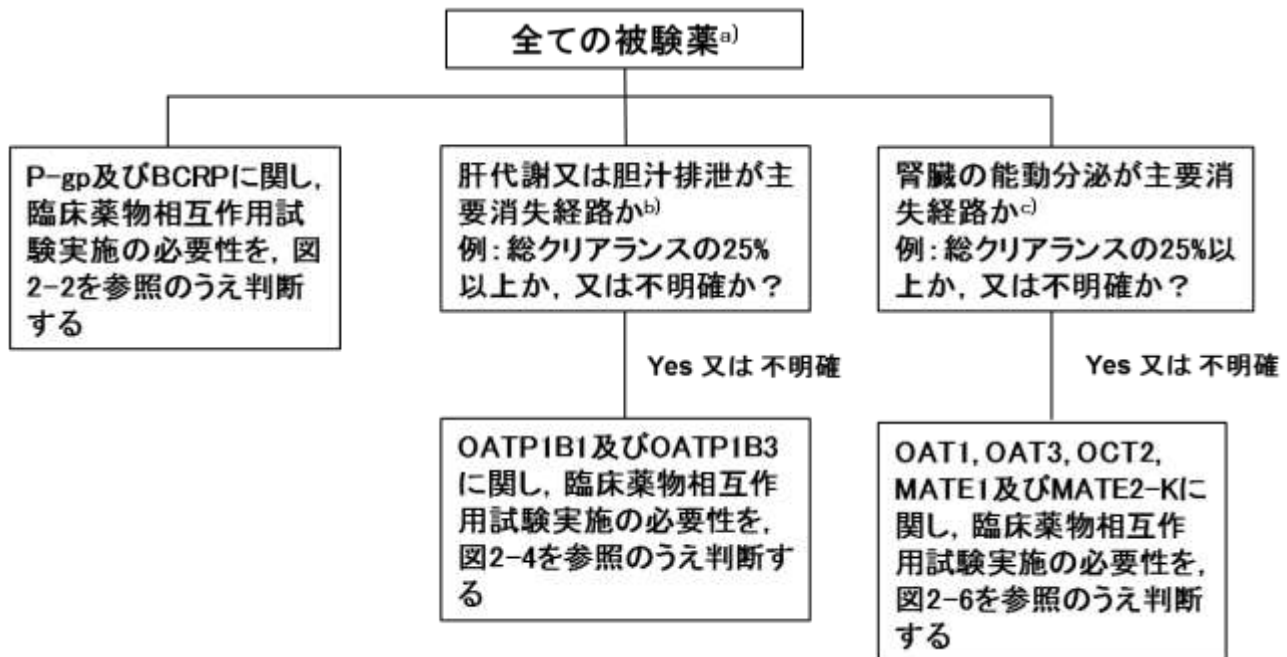 全ての被験薬a)
P-gp及びBCRPに関し,
臨床薬物相互作用試
験実施の必要性を, 図
2-2を参照のうえ判断
する
肝代謝又は胆汁排泄が主
要消失経路かb)
例:総クリアランスの25%
以上か, 又は不明確か?
Yes 又は 不明確
OATP1B1及びOATP1B3
に関し, 臨床薬物相互作
用試験実施の必要性を,
図2-4を参照のうえ判断す
る
腎臓の能動分泌が主要消
失経路かc)
例:総クリアランスの25%以
上か, 又は不明確か?
Yes 又は 不明確
OAT1, OAT3, OCT2,
MATE1及びMATE2-Kに
関し, 臨床薬物相互作
用試験実施の必要性を,
図2-6を参照のうえ判断
する